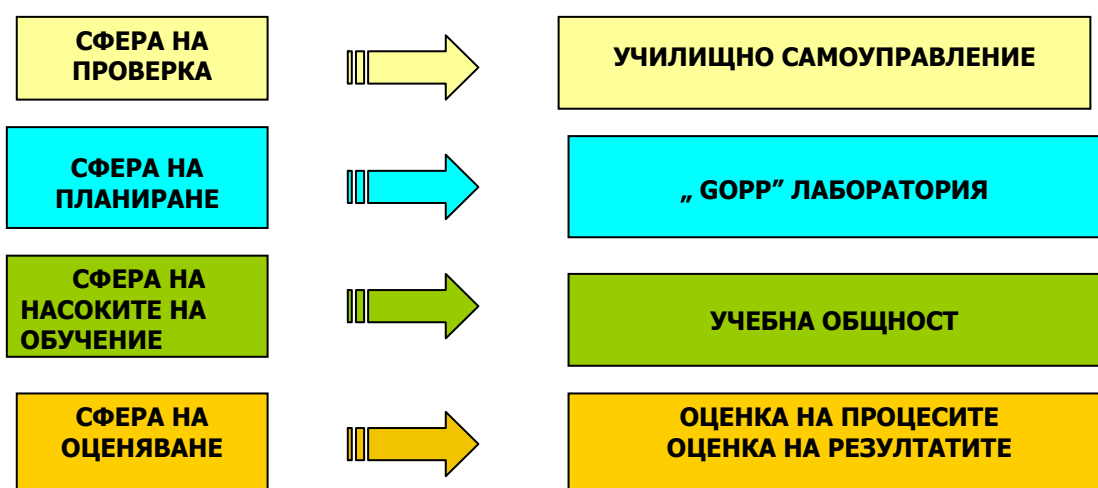 СФЕРА НА
ПРОВЕРКА
УЧИЛИЩНО САМОУПРАВЛЕНИЕ
СФЕРА НА
ПЛАНИРАНЕ
„ GOPP” ЛАБОРАТОРИЯ
СФЕРА НА
НАСОКИТЕ НА
ОБУЧЕНИЕ
УЧЕБНА ОБЩНОСТ
СФЕРА НА
ОЦЕНЯВАНЕ
ОЦЕНКА НА ПРОЦЕСИТЕ
ОЦЕНКА НА РЕЗУЛТАТИТЕ